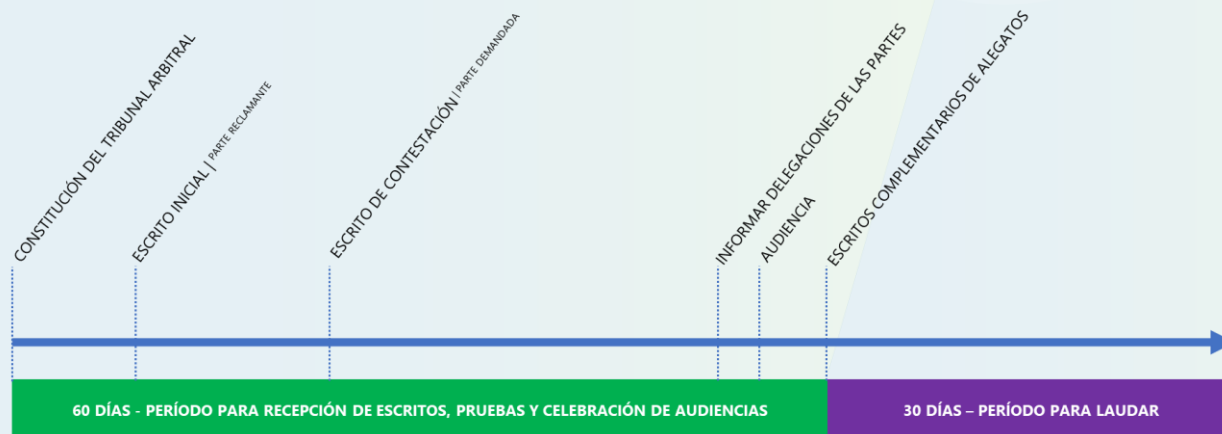 CONSTITUCIÓN DEL TRIBUNAL ARBITRAL
ESCRITO INICIAL | PARTE RECLAMANTE
ESCRITO DE CONTESTACIÓN | PARTE DEMANDADA
INFORMAR DELEGACIONES DE LAS PARTES
AUDIENCIA
ESCRITOS COMPLEMENTARIOS DE ALEGATOS
60 DÍAS - PERÍODO PARA RECEPCIÓN DE ESCRITOS, PRUEBAS Y CELEBRACIÓN DE AUDIENCIAS
30 DÍAS – PERÍODO PARA LAUDAR